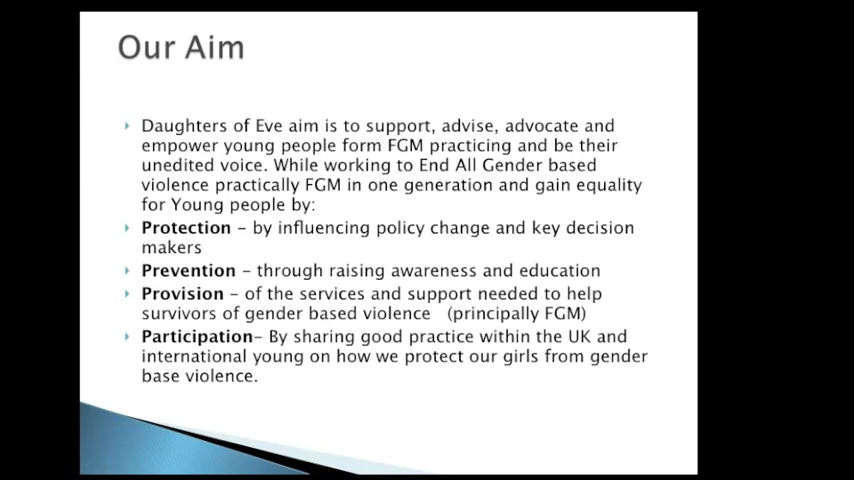 Our Aim
Daughters of Eve aim is to support, advise, advocate and
empower young people form FGM practicing and be their
unedited voice. While working to End All Gender based
violence practically FGM in one generation and gain equality
for Young people by:
Protection – by influencing policy change and key decision
makers
Prevention – through raising awareness and education
Provision – of the services and support needed to help
survivors of gender based violence (principally FGM)
Participation– By sharing good practice within the UK and
international young on how we protect our girls from gender
base violence.